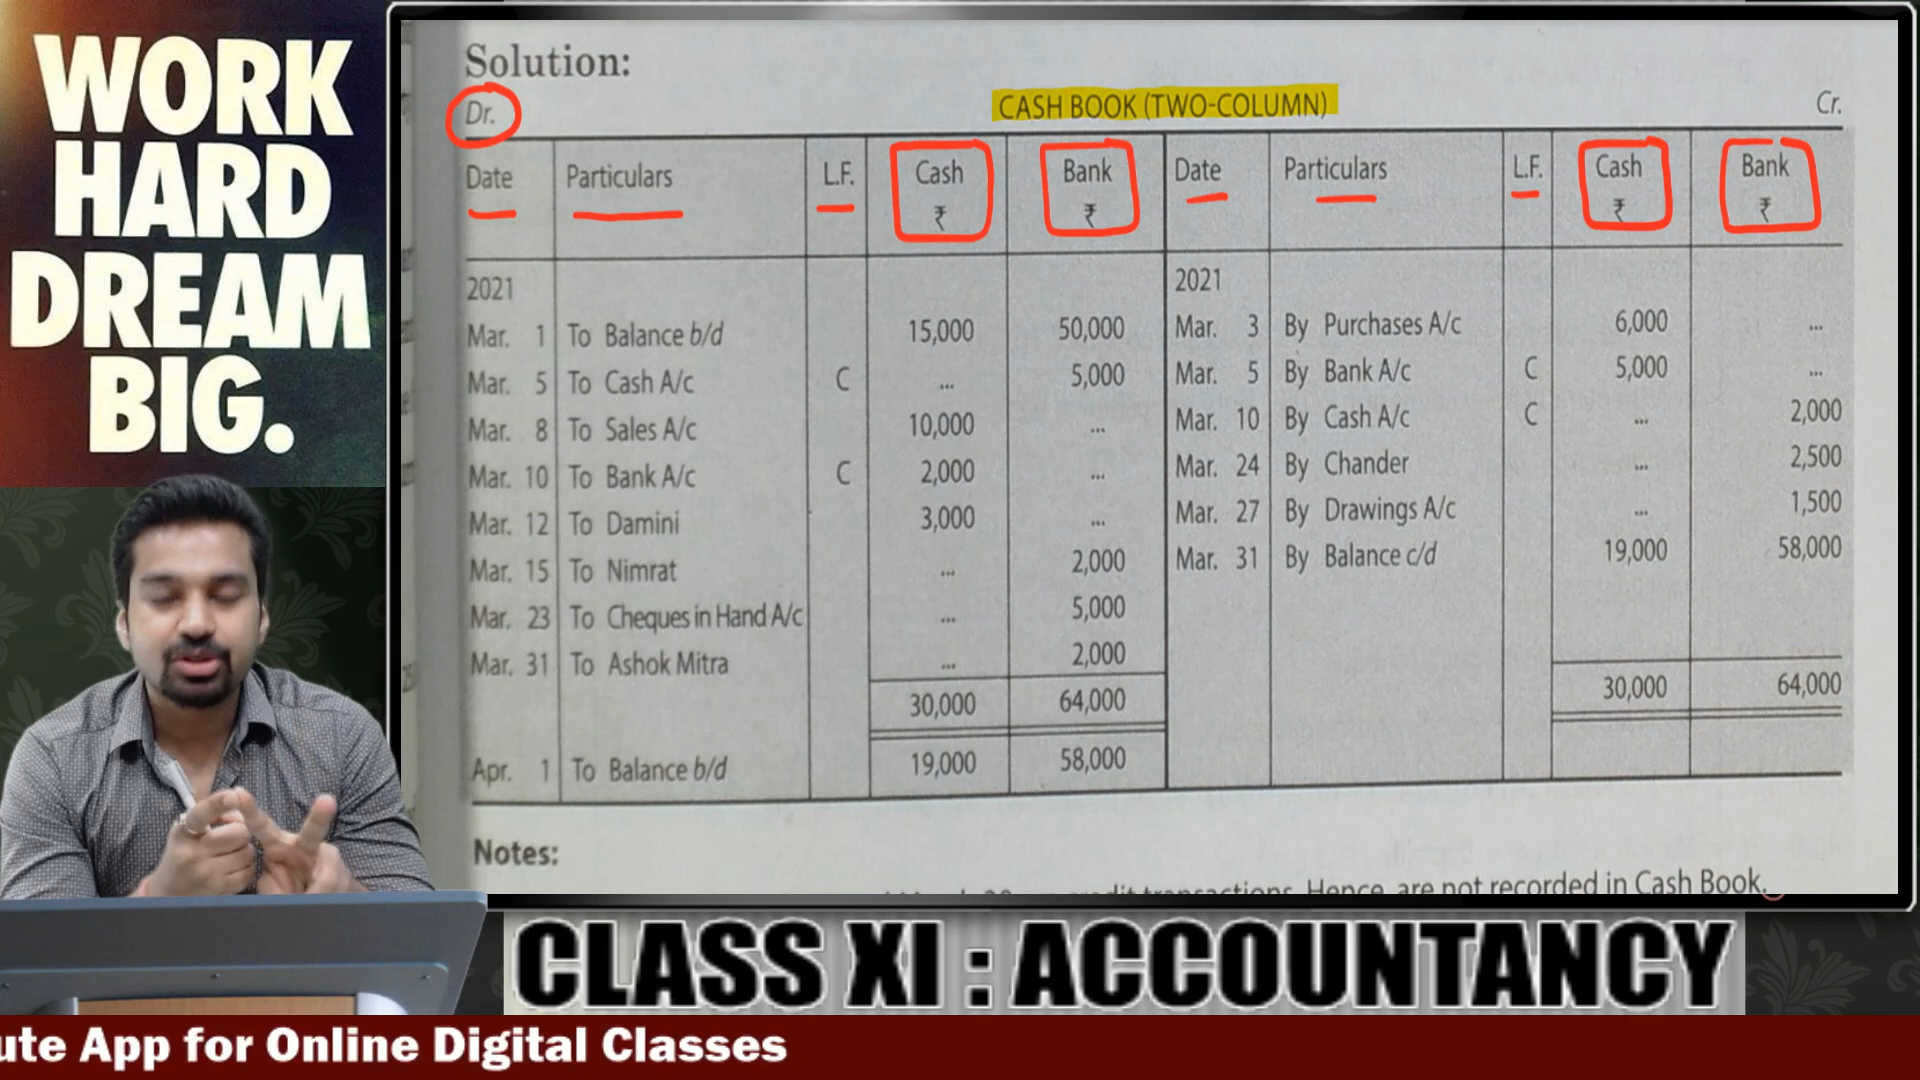 WORK
HARD
DREAM
BIG.
Solution:
Dr. CASH BOOK (TWO-COLUMN) Cr.
Date Particulars L.F. Cash ₹ Bank ₹ Date Particulars L.F. Cash ₹ Bank ₹
2021 2021
Mar. 1 To Balance b/d 15,000 50,000 Mar. 3 By Purchases A/c 6,000 ...
Mar. 5 To Cash A/c C ... 5,000 Mar. 5 By Bank A/c C 5,000 ...
Mar. 8 To Sales A/c 10,000 ... Mar. 10 By Cash A/c C ... 2,000
Mar. 10 To Bank A/c C 2,000 ... Mar. 24 By Chander ... 2,500
Mar. 12 To Damini 3,000 ... Mar. 27 By Drawings A/c ... 1,500
Mar. 15 To Nimrat ... 2,000 Mar. 31 By Balance c/d 19,000 58,000
Mar. 23 To Cheques in Hand A/c ... 5,000
Mar. 31 To Ashok Mitra ... 2,000
30,000 64,000 30,000 64,000
Apr. 1 To Balance b/d 19,000 58,000
Notes:
credit transactions. Hence, are not recorded in Cash Book.
CLASS XI : ACCOUNTANCY
ute App for Online Digital Classes